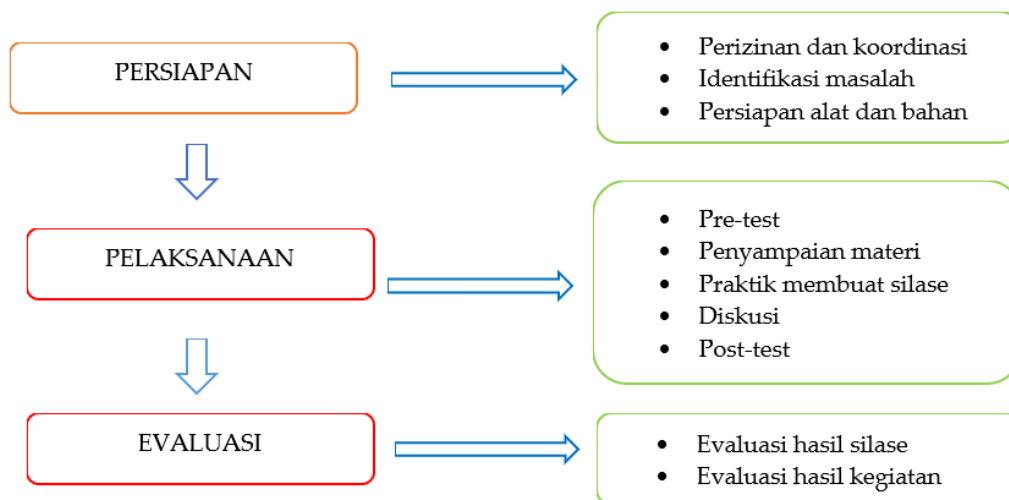 PERSIAPAN
• Perizinan dan koordinasi
• Identifikasi masalah
• Persiapan alat dan bahan
PELAKSANAAN
• Pre-test
• Penyampaian materi
• Praktik membuat silase
• Diskusi
• Post-test
EVALUASI
• Evaluasi hasil silase
• Evaluasi hasil kegiatan